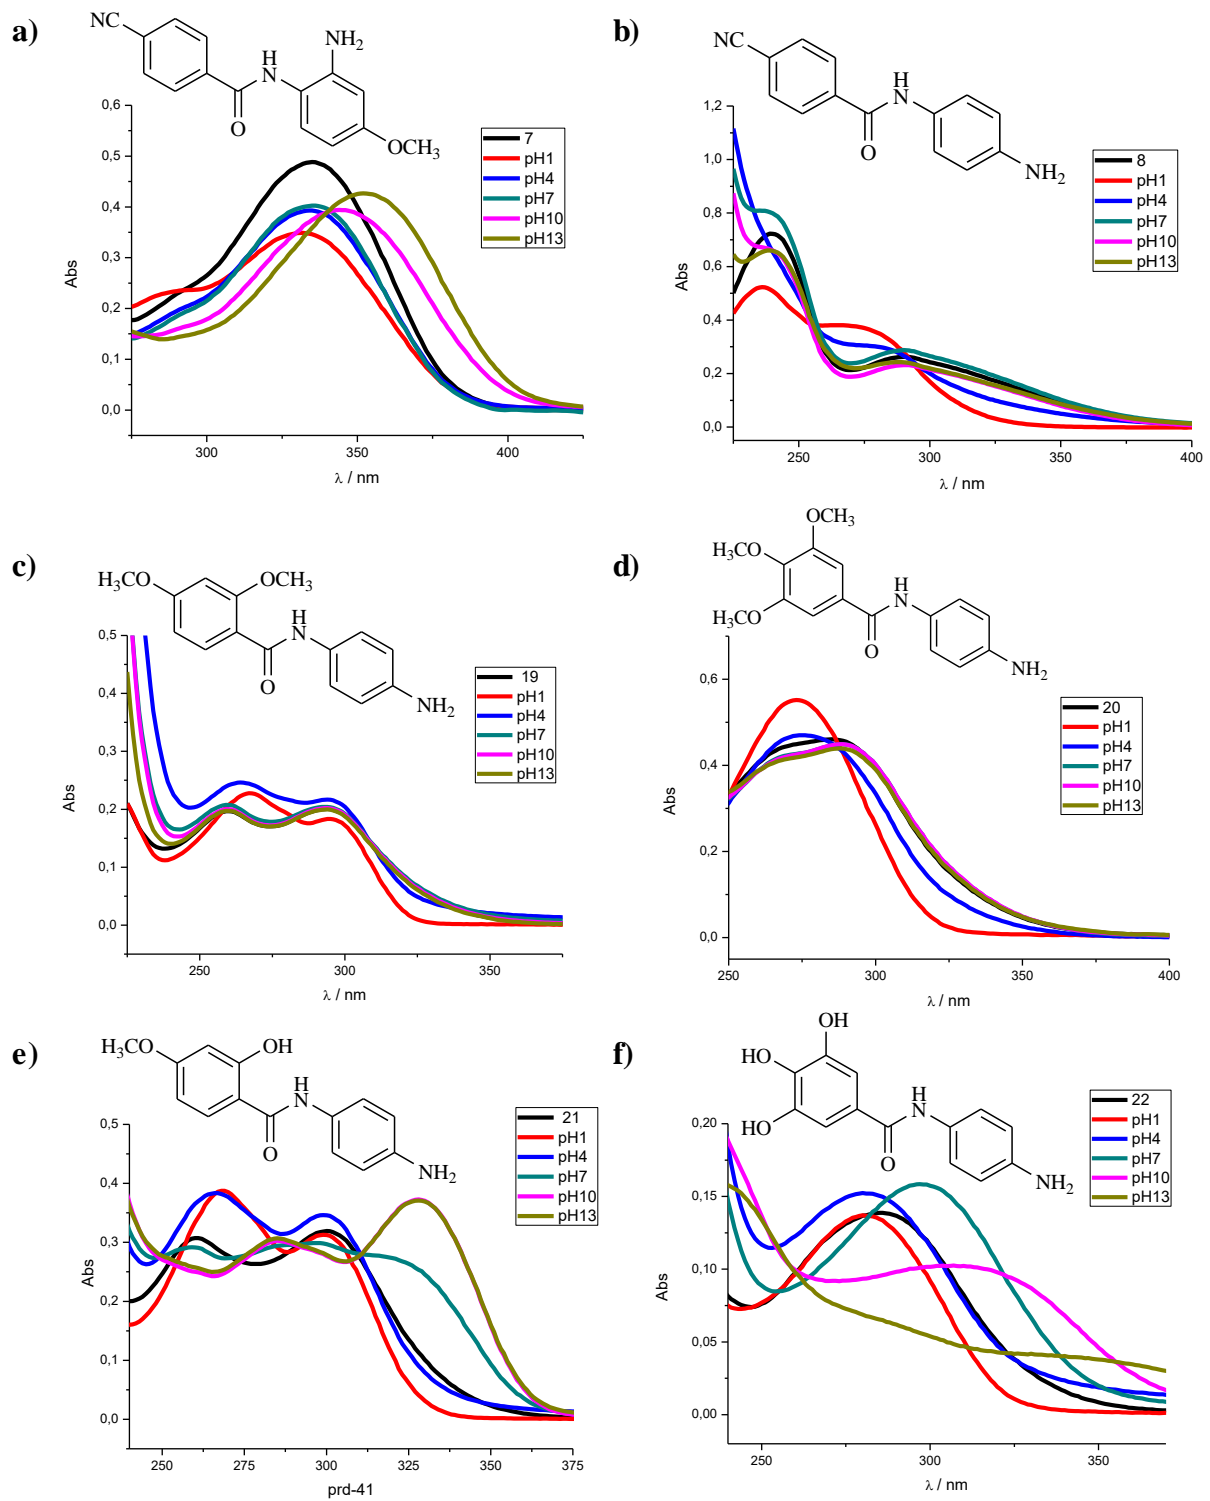 a)
NC
H
N
NH2
O
OCH3
0,6
0,5
0,4
0,3
0,2
0,1
0,0
Abs
300
350
400
λ / nm
7
pH1
pH4
pH7
pH10
pH13
b)
NC
H
N
O
NH2
1,2
1,0
0,8
0,6
0,4
0,2
0,0
Abs
250
300
350
400
λ / nm
8
pH1
pH4
pH7
pH10
pH13
c)
H3CO
OCH3
H
N
O
NH2
0,5
0,4
0,3
0,2
0,1
0,0
Abs
250
300
350
λ / nm
19
pH1
pH4
pH7
pH10
pH13
d)
OCH3
H3CO
H3CO
H
N
O
NH2
0,6
0,4
0,2
0,0
Abs
250
300
350
400
λ / nm
20
pH1
pH4
pH7
pH10
pH13
e)
H3CO
OH
H
N
O
NH2
0,5
0,4
0,3
0,2
0,1
0,0
Abs
250
275
300
325
350
375
prd-41
21
pH1
pH4
pH7
pH10
pH13
f)
OH
HO
HO
H
N
O
NH2
0,20
0,15
0,10
0,05
0,00
Abs
250
300
350
λ / nm
22
pH1
pH4
pH7
pH10
pH13